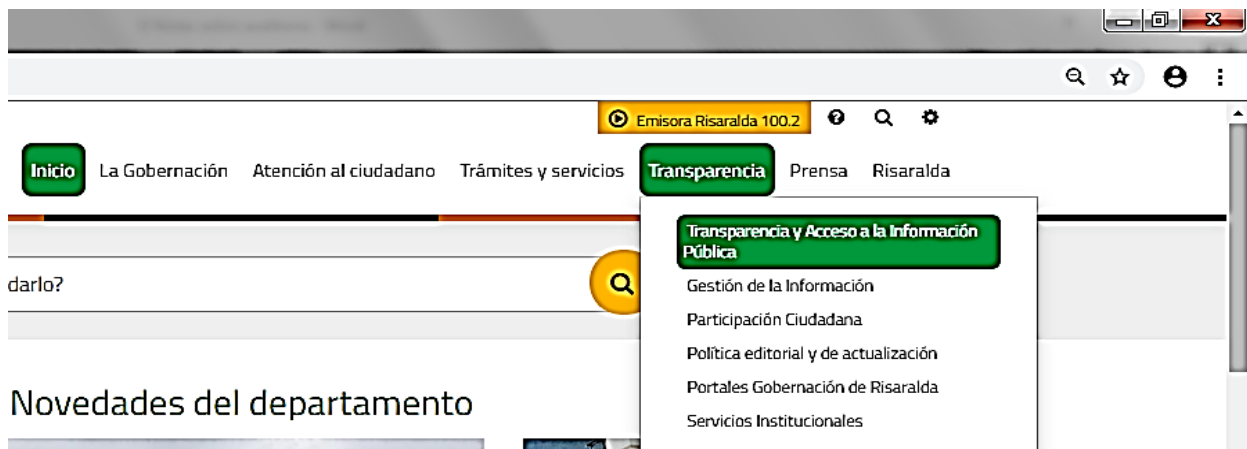 Emisora Risaralda 100.2
Inicio La Gobernación Atención al ciudadano Trámites y servicios Transparencia Prensa Risaralda
Transparencia y Acceso a la Información
Pública
darlo?
Gestión de la Información
Participación Ciudadana
Política editorial y de actualización
Portales Gobernación de Risaralda
Servicios Institucionales
Novedades del departamento